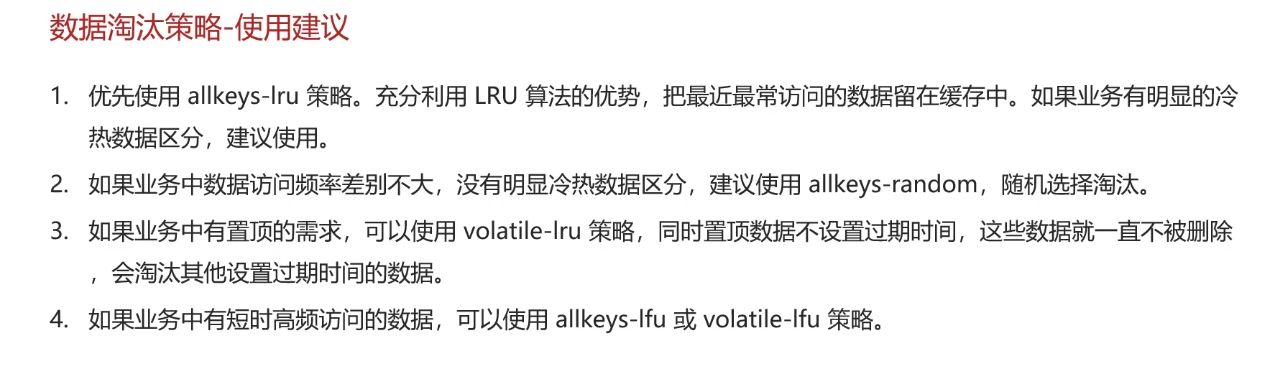 数据淘汰策略-使用建议
1. 优先使用 allkeys-lru 策略。充分利用 LRU 算法的优势，把最近最常访问的数据留在缓存中。如果业务有明显的冷
热数据区分，建议使用。
2. 如果业务中数据访问频率差别不大，没有明显冷热数据区分，建议使用 allkeys-random，随机选择淘汰。
3. 如果业务中有置顶的需求，可以使用 volatile-lru 策略，同时置顶数据不设置过期时间，这些数据就一直不被删除
，会淘汰其他设置过期时间的数据。
4. 如果业务中有短时高频访问的数据，可以使用 allkeys-lfu 或 volatile-lfu 策略。